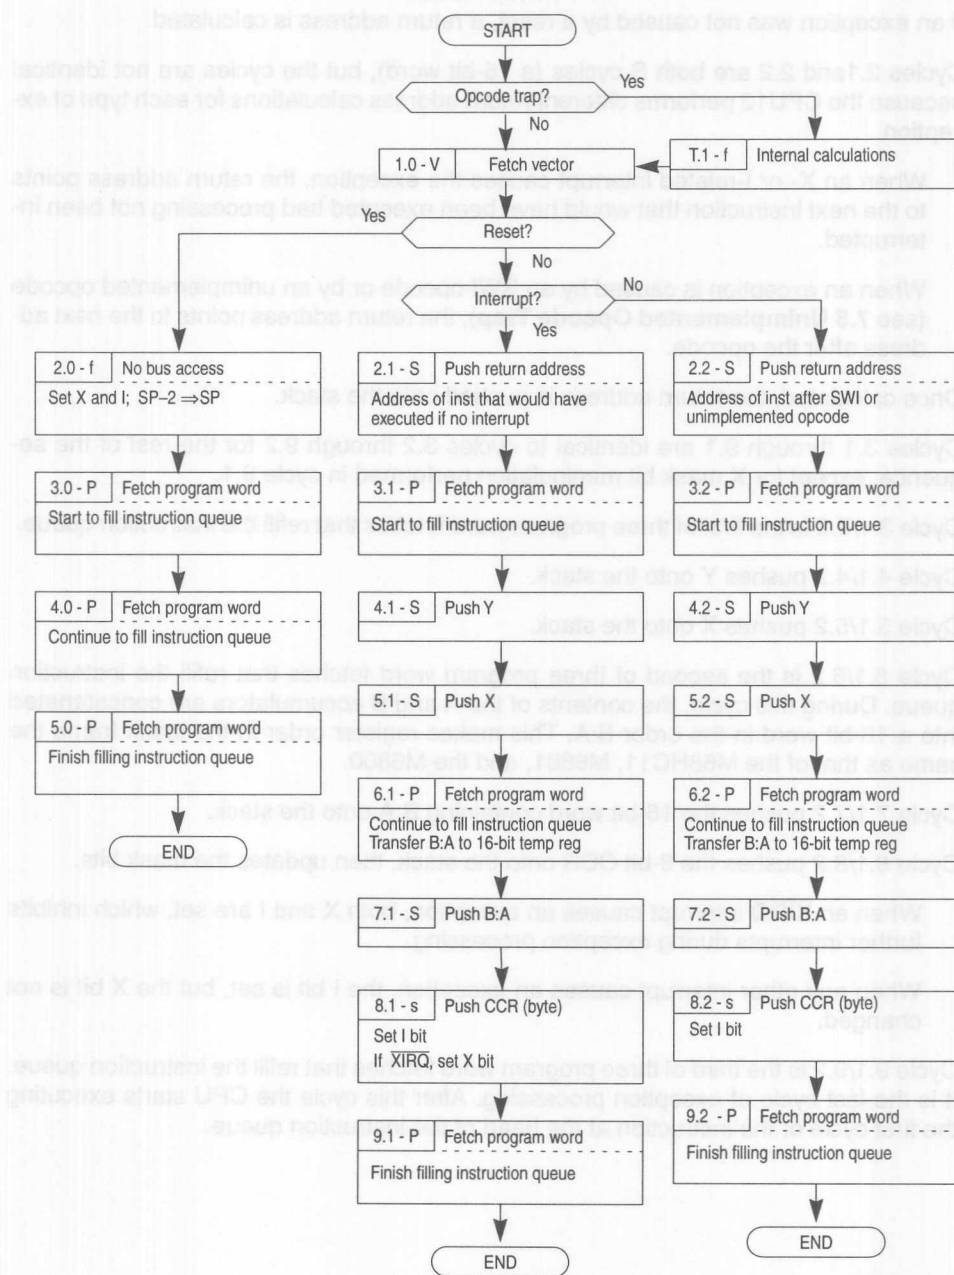 START
Opcode trap?
Yes
No
T.1 - f Internal calculations
1.0 - V Fetch vector
Yes
Reset?
No
Interrupt?
No
Yes
2.0 - f No bus access
Set X and I; SP–2 ⇒SP
3.0 - P Fetch program word
Start to fill instruction queue
4.0 - P Fetch program word
Continue to fill instruction queue
5.0 - P Fetch program word
Finish filling instruction queue
END
2.1 - S Push return address
Address of inst that would have
executed if no interrupt
3.1 - P Fetch program word
Start to fill instruction queue
4.1 - S Push Y
5.1 - S Push X
6.1 - P Fetch program word
Continue to fill instruction queue
Transfer B:A to 16-bit temp reg
7.1 - S Push B:A
8.1 - s Push CCR (byte)
Set I bit
If X̅I̅R̅Q̅, set X bit
9.1 - P Fetch program word
Finish filling instruction queue
END
2.2 - S Push return address
Address of inst after SWI or
unimplemented opcode
3.2 - P Fetch program word
Start to fill instruction queue
4.2 - S Push Y
5.2 - S Push X
6.2 - P Fetch program word
Continue to fill instruction queue
Transfer B:A to 16-bit temp reg
7.2 - S Push B:A
8.2 - s Push CCR (byte)
Set I bit
9.2 - P Fetch program word
Finish filling instruction queue
END